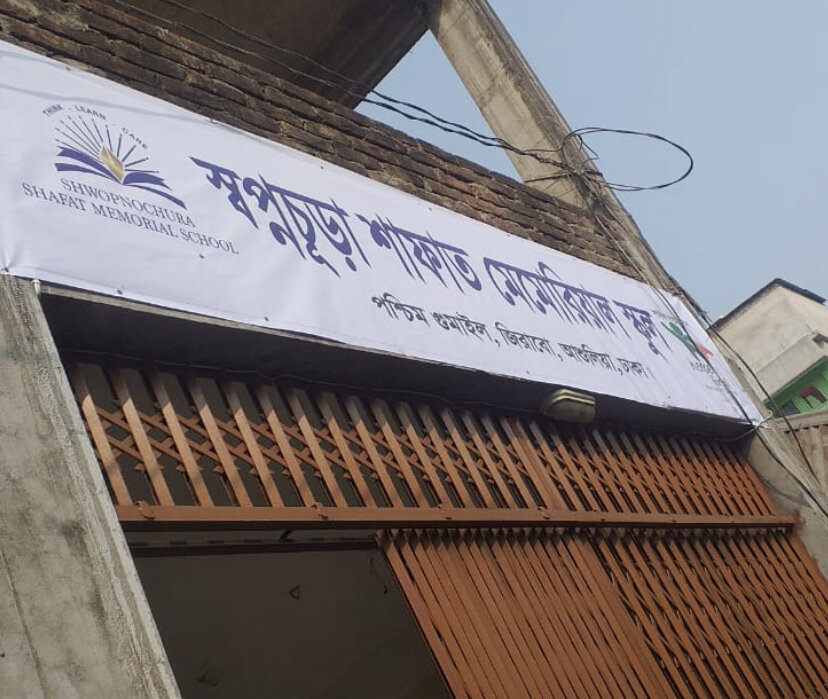 THINK . LEARN . CARE
SHWOPNOCHURA
SHAFAT MEMORIAL SCHOOL
স্বপ্নচূড়া শাফাত মেমোরিয়াল স্কুল
পশ্চিম গুমাইল, জিরাবো, আশুলিয়া, ঢাকা।